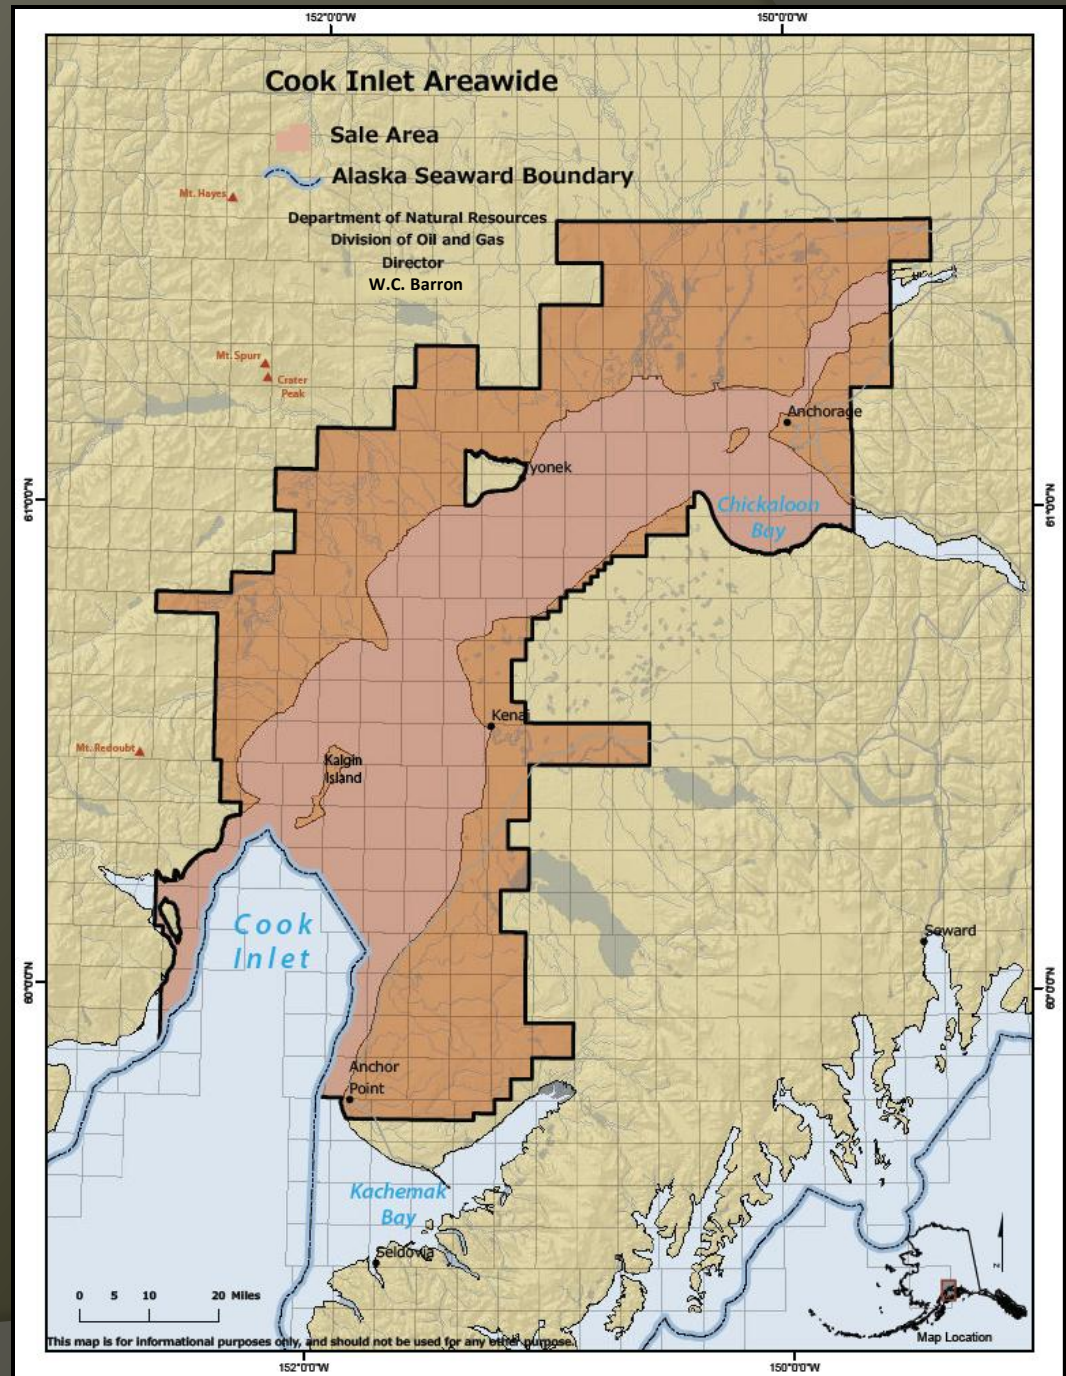 152°0'0"W
150°0'0"W
Cook Inlet Areawide
Sale Area
Alaska Seaward Boundary
Mt. Hayes
Department of Natural Resources
Division of Oil and Gas
Director
W.C. Barron
Mt. Spurr
Crater
Peak
Anchorage
Tyonek
61°0'0"N
61°0'0"N
Chickaloon
Bay
Kenai
Mt. Redoubt
Kalgin
Island
Cook
Inlet
Seward
60°0'0"N
60°0'0"N
Anchor
Point
Kachemak
Bay
Seldovia
N
0 5 10 20 Miles
Map Location
This map is for informational purposes only, and should not be used for any other purpose.
152°0'0"W
150°0'0"W